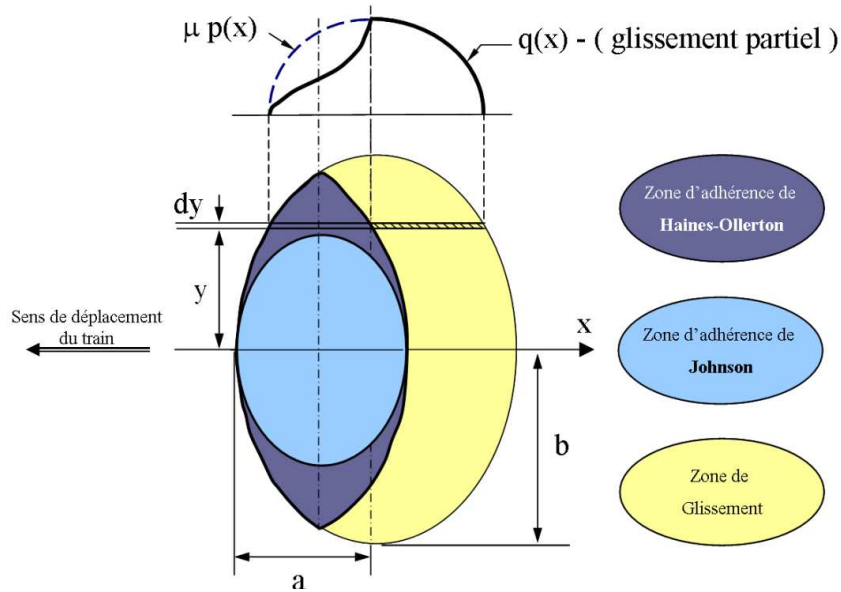 μ p(x)
q(x) - ( glissement partiel )
dy
y
Sens de déplacement
du train
x
b
a
Zone d'adhérence de
Haines-Ollerton
Zone d'adhérence de
Johnson
Zone de
Glissement